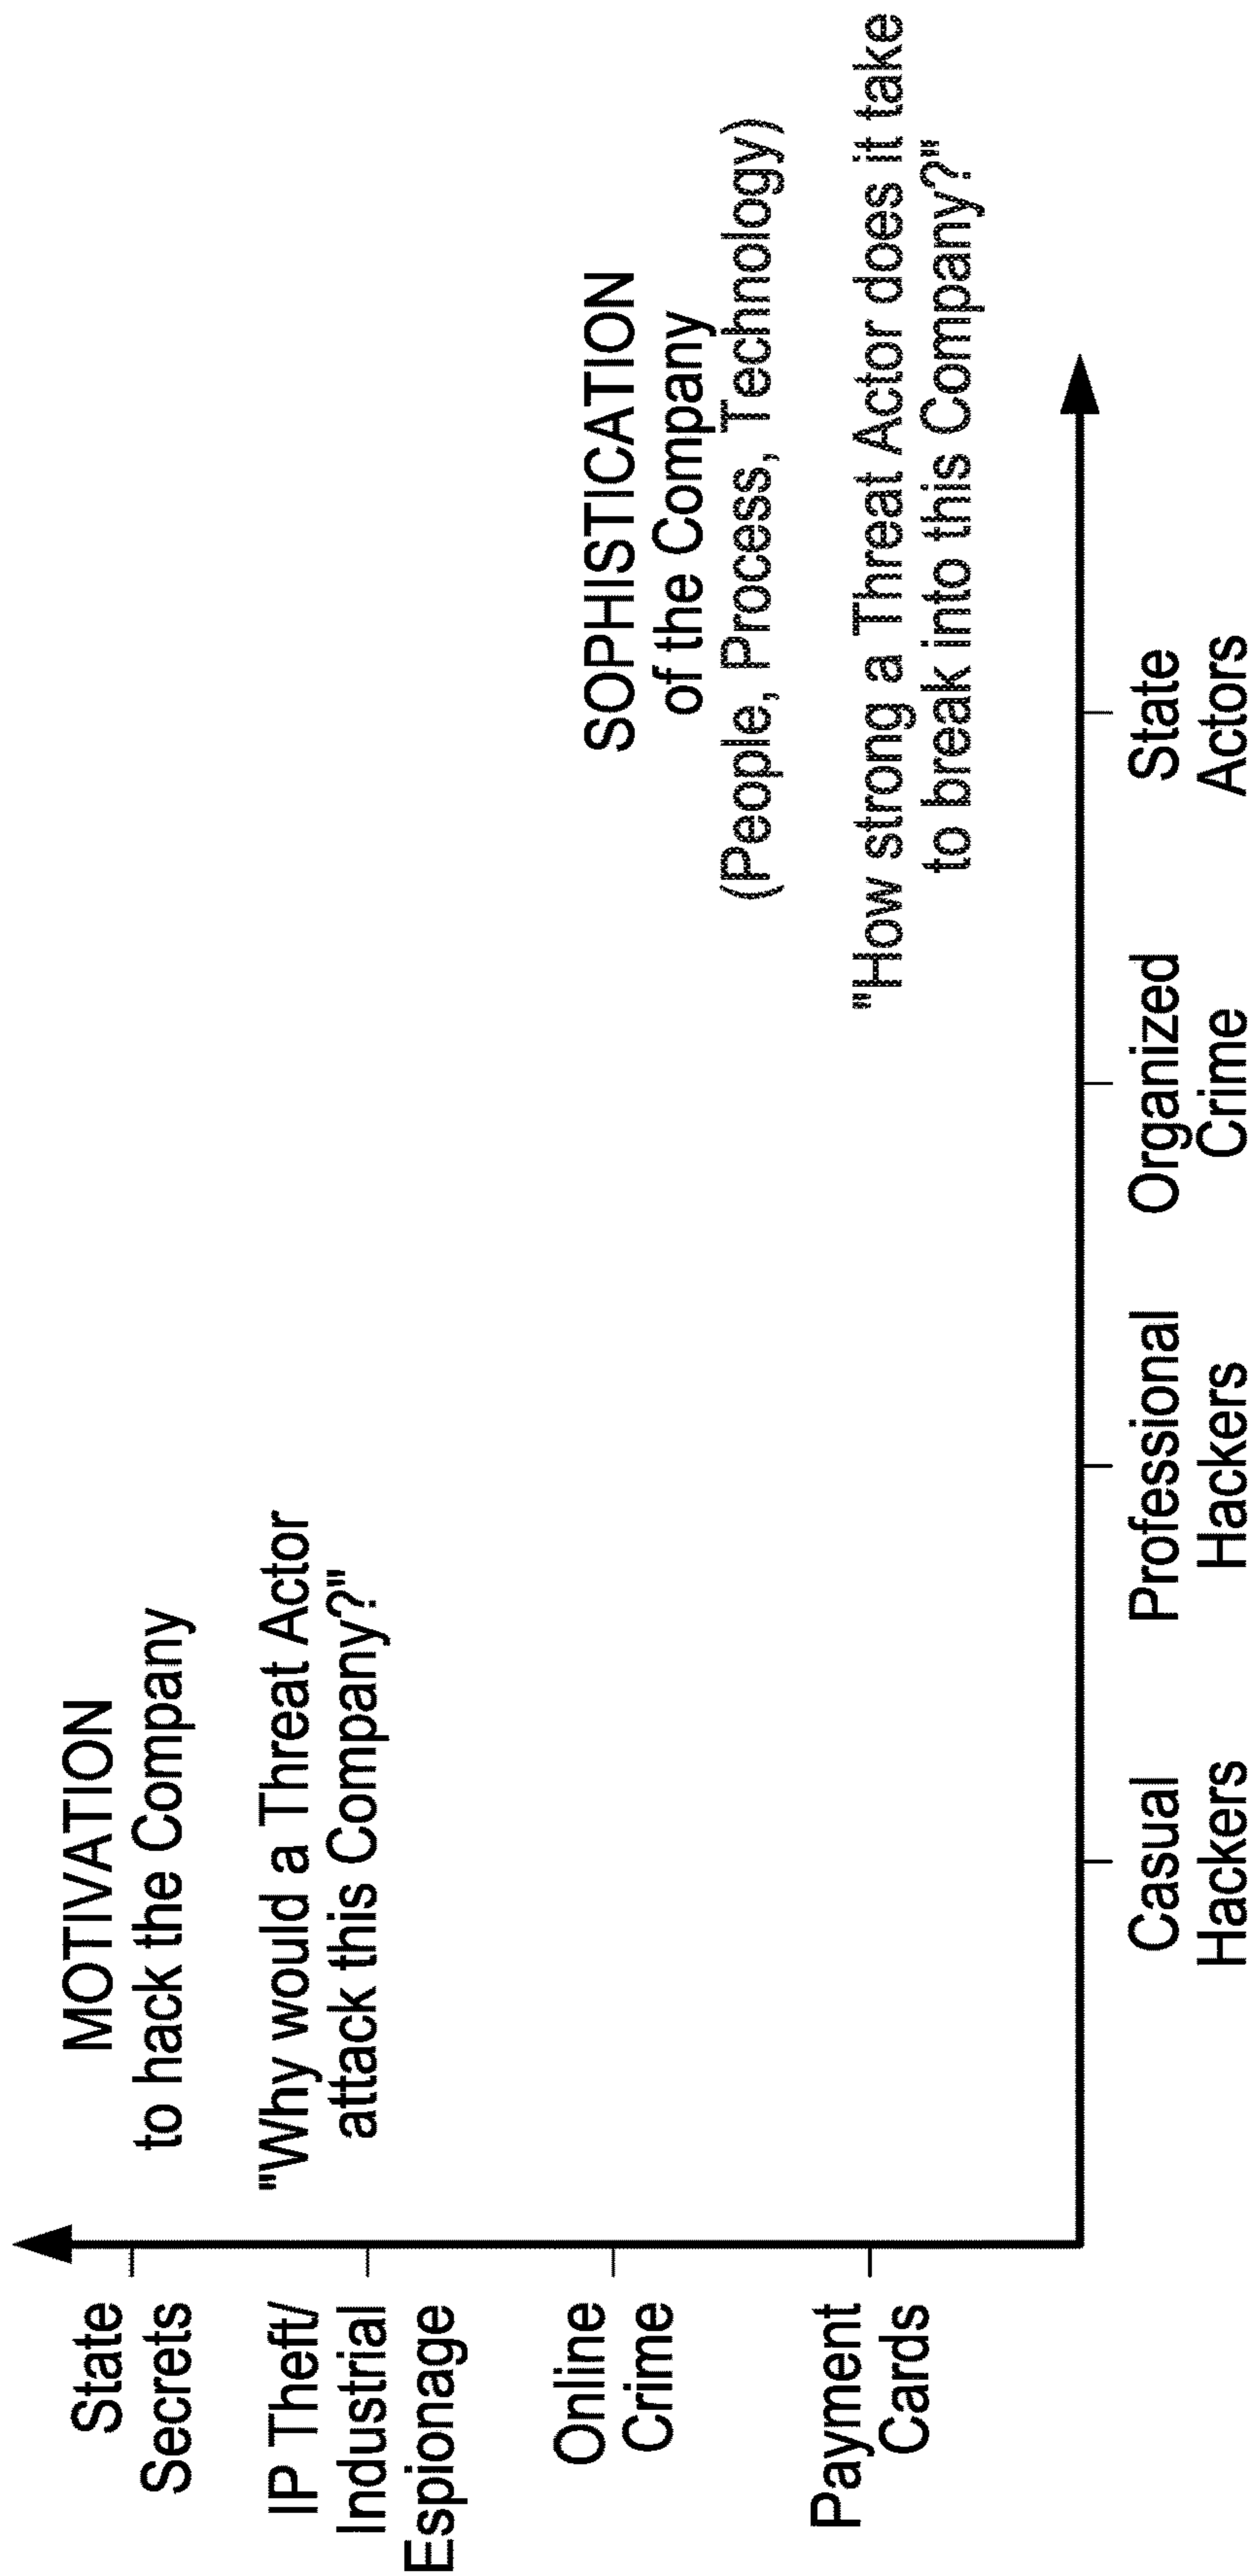 MOTIVATION
to hack the Company
"Why would a Threat Actor
attack this Company?"
State
Secrets
IP Theft/
Industrial
Espionage
Online
Crime
Payment
Cards
SOPHISTICATION
of the Company
(People, Process, Technology)
"How strong a Threat Actor does it take
to break into this Company?"
Casual
Hackers
Professional
Hackers
Organized
Crime
State
Actors